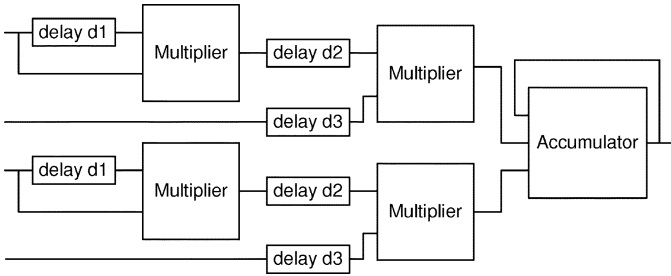 delay d1
Multiplier
delay d2
Multiplier
delay d3
Accumulator
delay d1
Multiplier
delay d2
Multiplier
delay d3